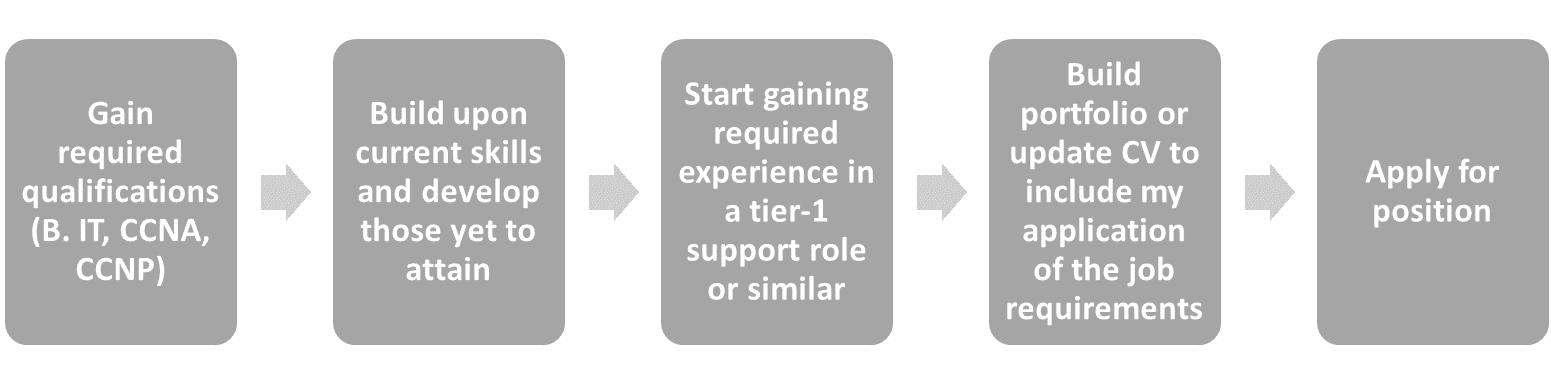 Gain
required
qualifications
(B. IT, CCNA,
CCNP)
Build upon
current skills
and develop
those yet to
attain
Start gaining
required
experience in
a tier-1
support role
or similar
Build
portfolio or
update CV to
include my
application
of the job
requirements
Apply for
position